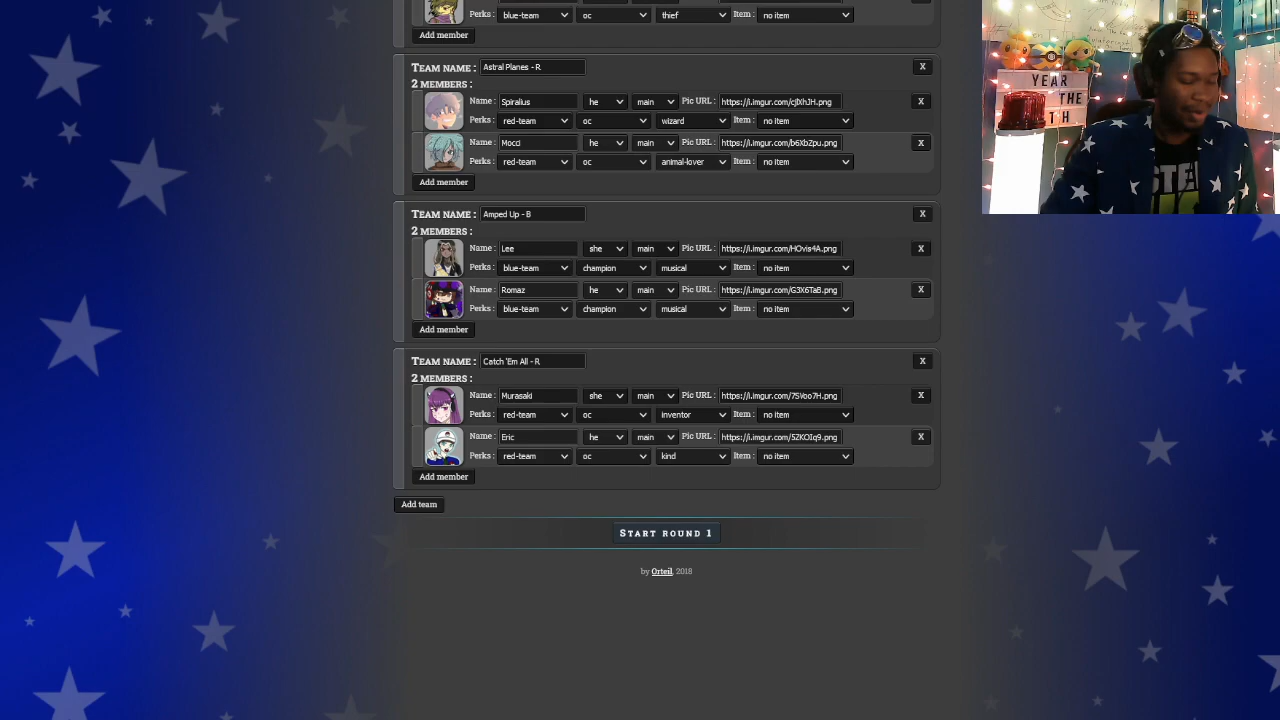 Perks : blue-team oc thief Item : no item
Add member
TEAM NAME : Astral Planes - R X
2 MEMBERS :
Name : Spiralius he main Pic URL : https://i.imgur.com/cjlXhJH.png X
Perks : red-team oc wizard Item : no item
Name : Mocci he main Pic URL : https://i.imgur.com/b6XbZpu.png X
Perks : red-team oc animal-lover Item : no item
Add member
TEAM NAME : Amped Up - B X
2 MEMBERS :
Name : Lee she main Pic URL : https://i.imgur.com/HOvis4A.png X
Perks : blue-team champion musical Item : no item
Name : Romaz he main Pic URL : https://i.imgur.com/G3X6TaB.png X
Perks : blue-team champion musical Item : no item
Add member
TEAM NAME : Catch 'Em All - R X
2 MEMBERS :
Name : Murasaki she main Pic URL : https://i.imgur.com/7SVoo7H.png X
Perks : red-team oc inventor Item : no item
Name : Eric he main Pic URL : https://i.imgur.com/5ZKOIq9.png X
Perks : red-team oc kind Item : no item
Add member
Add team
START ROUND 1
by Orteil, 2018
YEAR
THE
TH